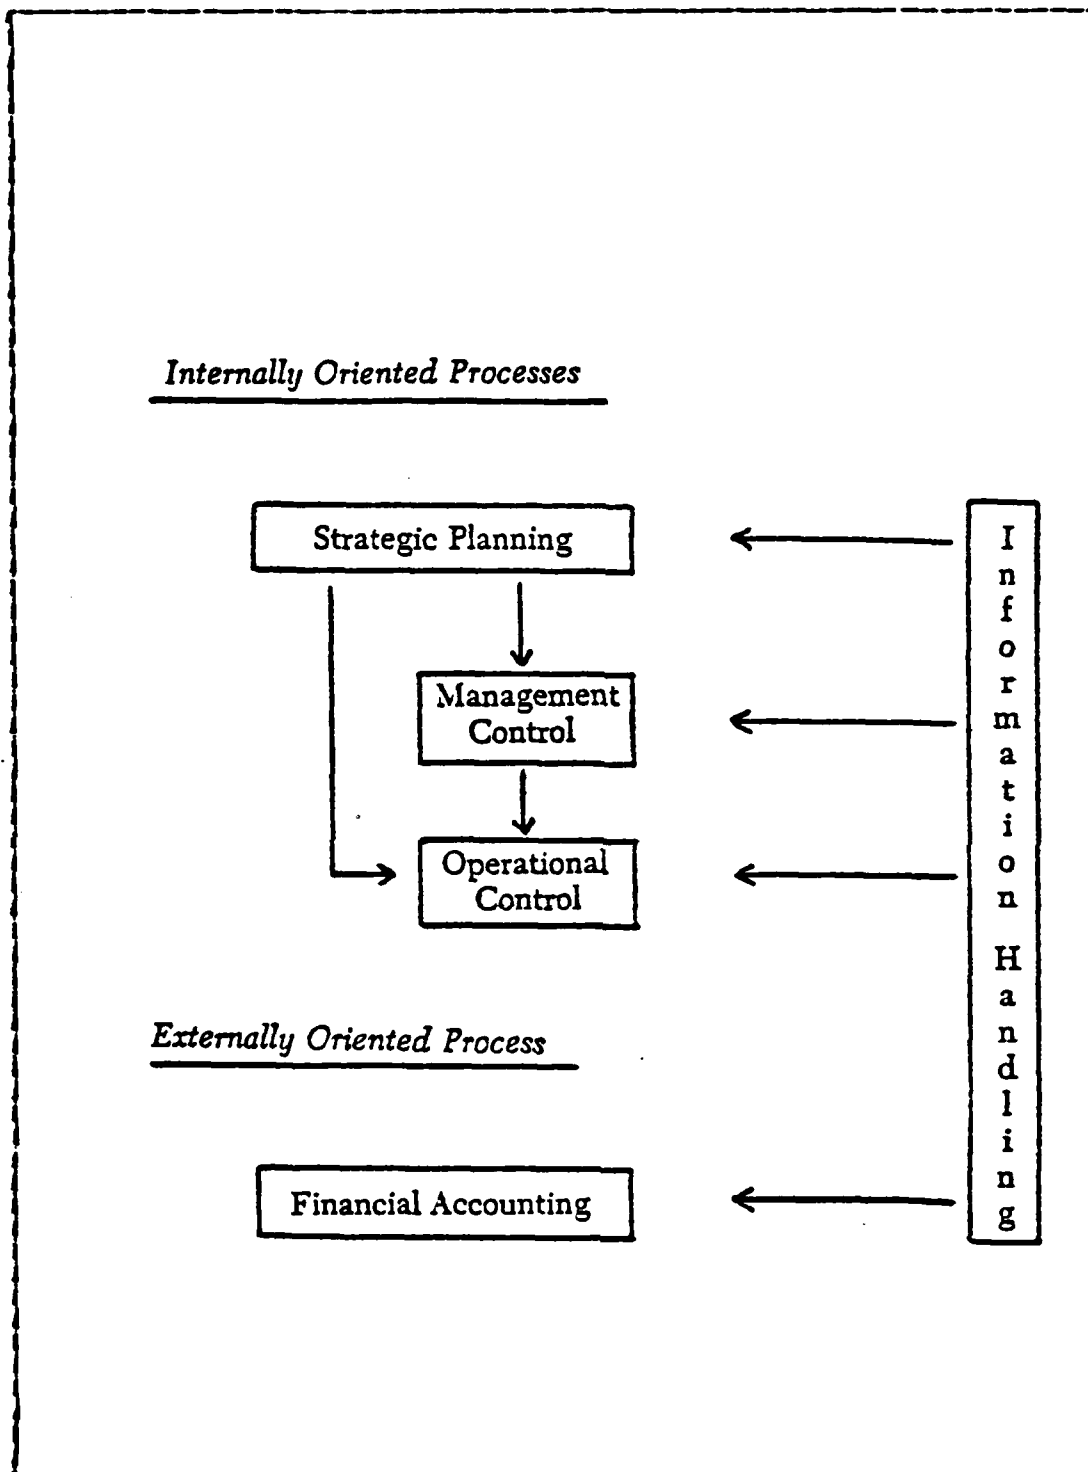 Internally Oriented Processes
Strategic Planning
Management
Control
Operational
Control
Externally Oriented Process
Financial Accounting
Information Handling